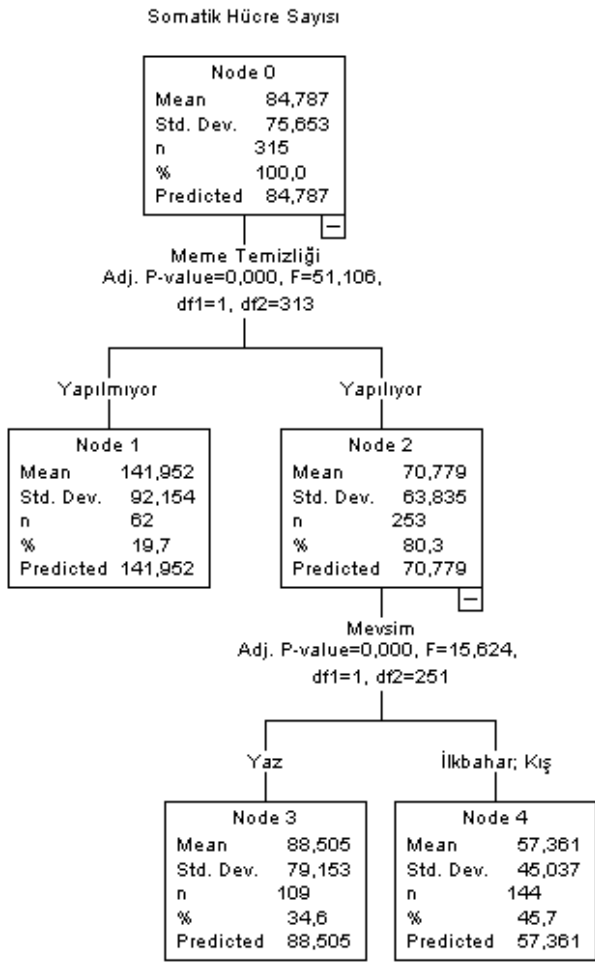 Somatik Hücre Sayısı
Node 0
Mean 84,787
Std. Dev. 75,653
n 315
% 100,0
Predicted 84,787
Meme Temizliği
Adj. P-value=0,000, F=51,106,
df1=1, df2=313
Yapılmıyor
Yapılıyor
Node 1
Mean 141,952
Std. Dev. 92,154
n 62
% 19,7
Predicted 141,952
Node 2
Mean 70,779
Std. Dev. 63,835
n 253
% 80,3
Predicted 70,779
Mevsim
Adj. P-value=0,000, F=15,624,
df1=1, df2=251
Yaz
İlkbahar; Kış
Node 3
Mean 88,505
Std. Dev. 79,153
n 109
% 34,6
Predicted 88,505
Node 4
Mean 57,361
Std. Dev. 45,037
n 144
% 45,7
Predicted 57,361